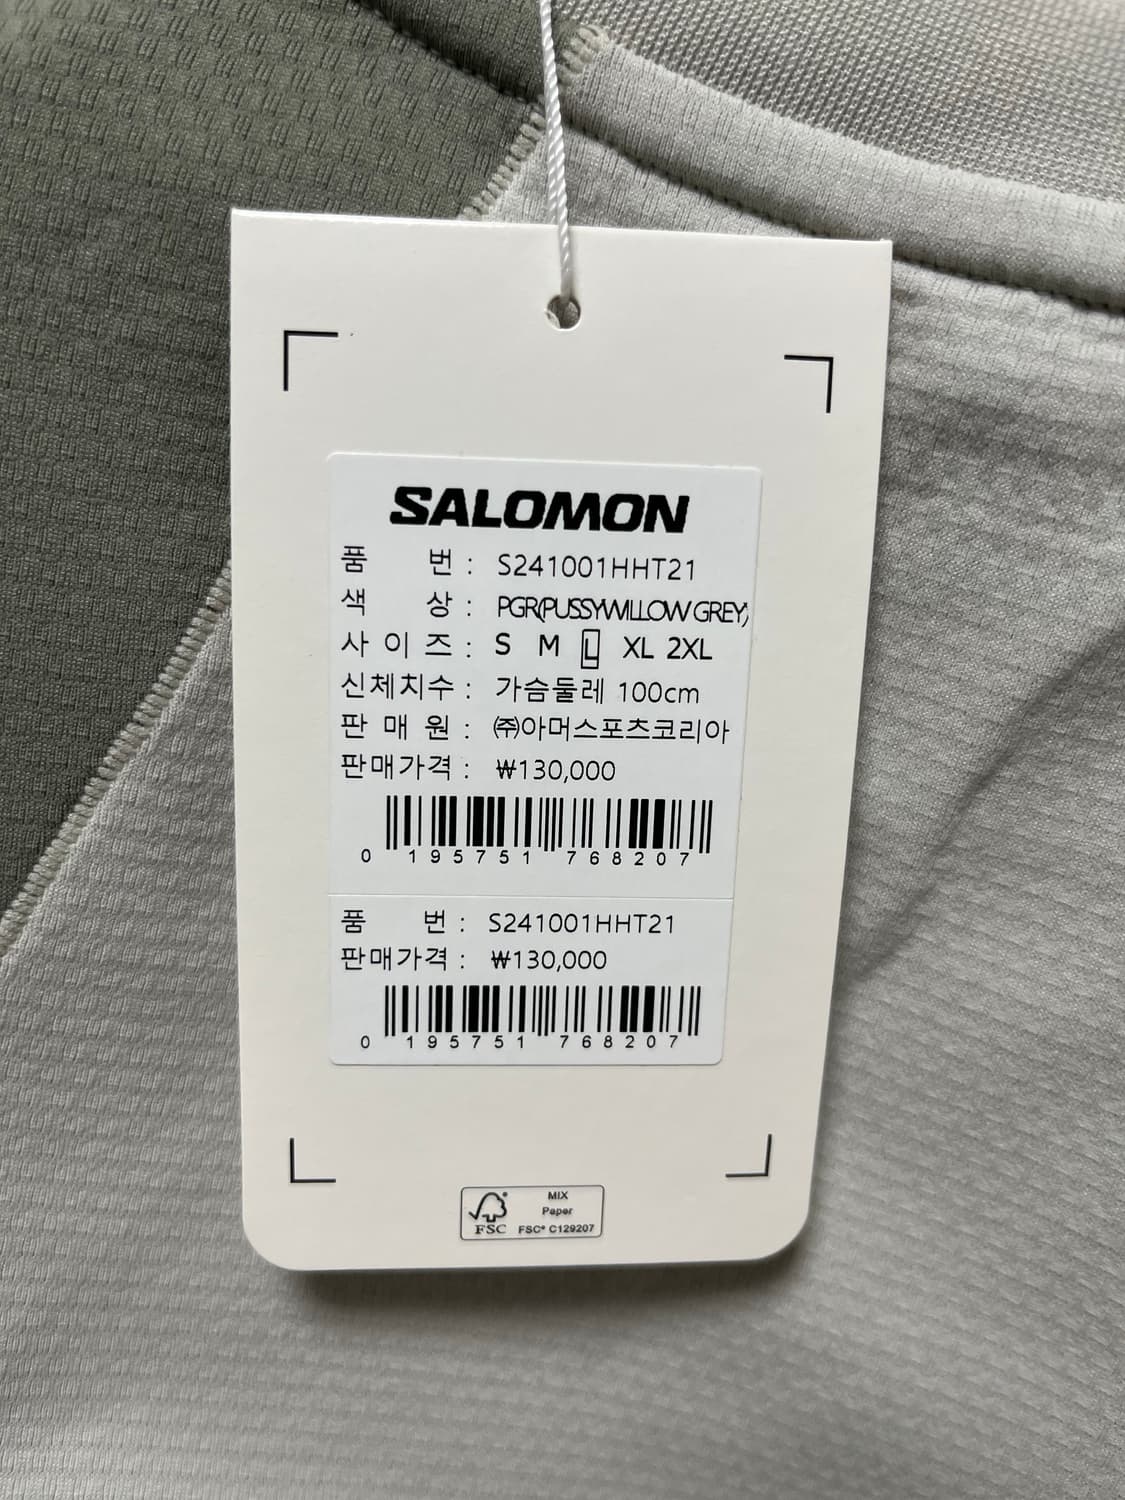 SALOMON
품 번 : S241001HHT21
색 상 : PGR(PUSSYWILLOW GREY)
사 이 즈 : S M L XL 2XL
신체치수 : 가슴둘레 100cm
판 매 원 : ㈜아머스포츠코리아
판매가격 : ₩130,000
0 195751 768207
품 번 : S241001HHT21
판매가격 : ₩130,000
0 195751 768207
MIX
Paper
FSC FSC® C129207